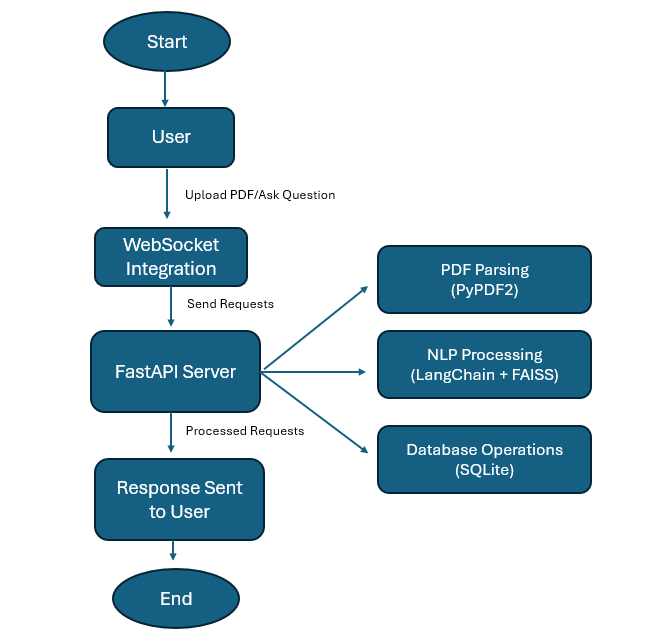 Start
User
Upload PDF/Ask Question
WebSocket
Integration
Send Requests
FastAPI Server
PDF Parsing
(PyPDF2)
NLP Processing
(LangChain + FAISS)
Database Operations
(SQLite)
Processed Requests
Response Sent
to User
End